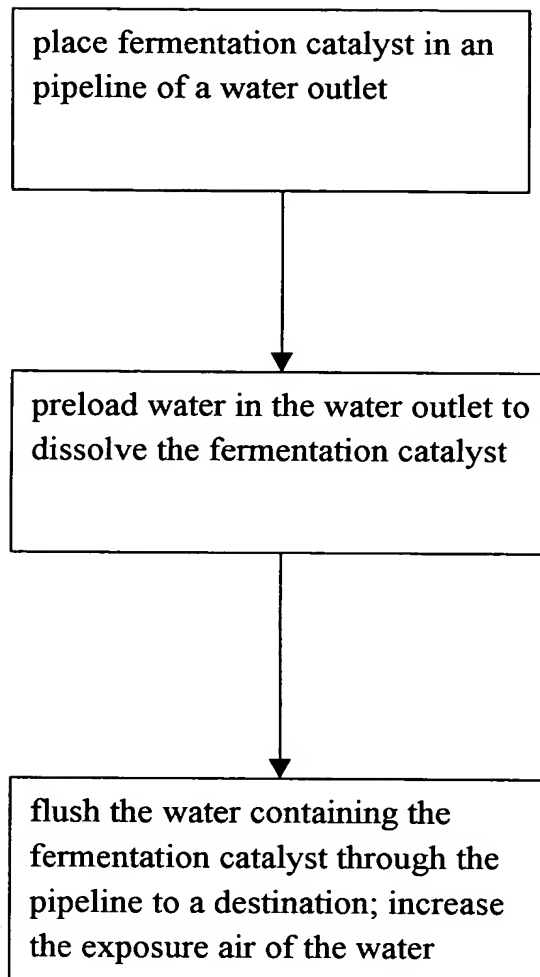 place fermentation catalyst in an
pipeline of a water outlet
preload water in the water outlet to
dissolve the fermentation catalyst
flush the water containing the
fermentation catalyst through the
pipeline to a destination; increase
the exposure air of the water